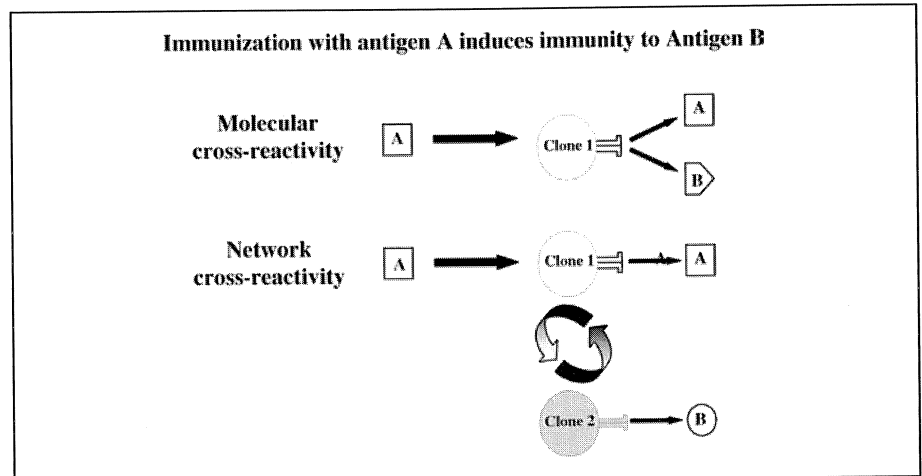 Immunization with antigen A induces immunity to Antigen B
Molecular
cross-reactivity
A
Clone 1
A
B
Network
cross-reactivity
A
Clone 1
A
A
Clone 2
B